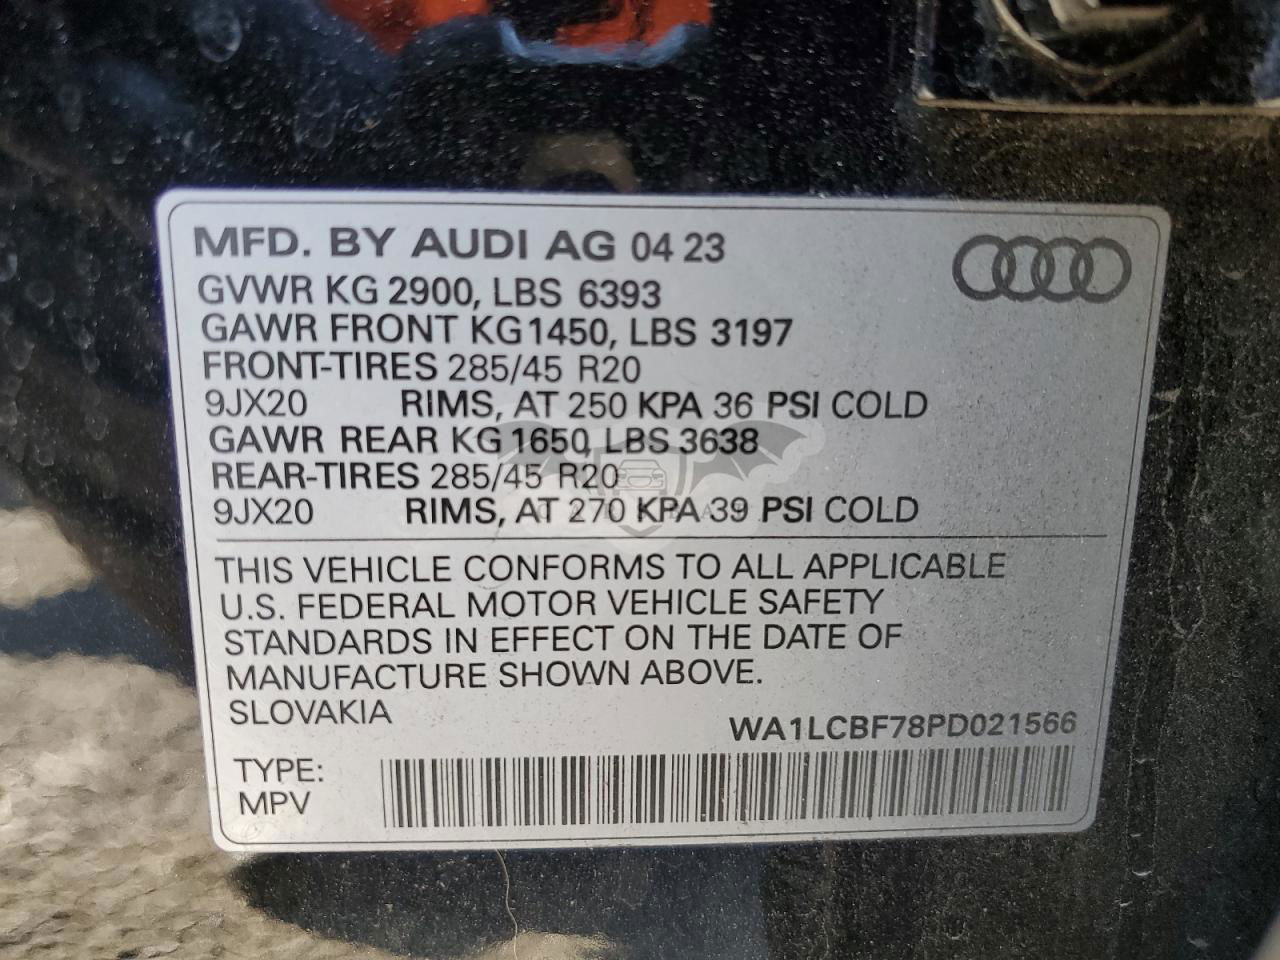 MFD. BY AUDI AG 04 23
GVWR KG 2900, LBS 6393
GAWR FRONT KG 1450, LBS 3197
FRONT-TIRES 285/45 R20
9JX20 RIMS, AT 250 KPA 36 PSI COLD
GAWR REAR KG 1650, LBS 3638
REAR-TIRES 285/45 R20
9JX20 RIMS, AT 270 KPA 39 PSI COLD
THIS VEHICLE CONFORMS TO ALL APPLICABLE
U.S. FEDERAL MOTOR VEHICLE SAFETY
STANDARDS IN EFFECT ON THE DATE OF
MANUFACTURE SHOWN ABOVE.
SLOVAKIA
WA1LCBF78PD021566
TYPE:
MPV